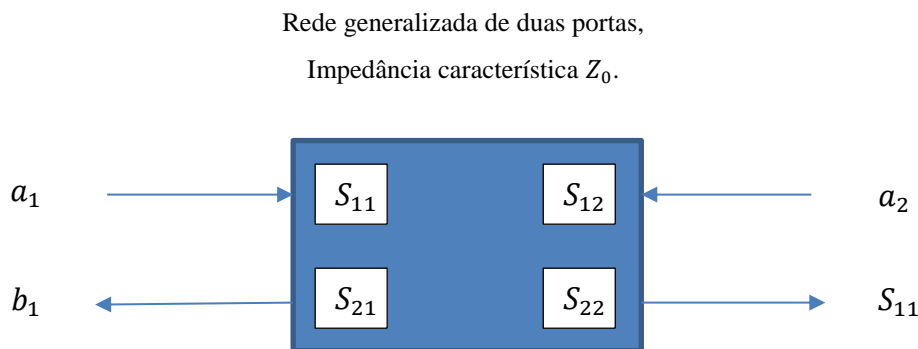 Rede generalizada de duas portas,
Impedância característica Z₀.
a₁ S₁₁ S₁₂ a₂
b₁ S₂₁ S₂₂ S₁₁